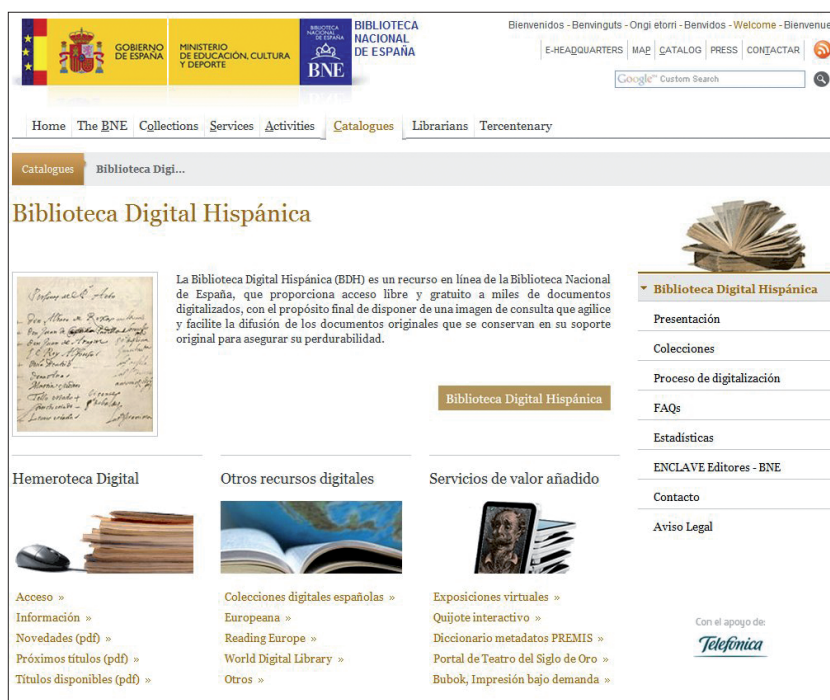 GOBIERNO
DE ESPAÑA
MINISTERIO
DE EDUCACIÓN, CULTURA
Y DEPORTE
BIBLIOTECA
NACIONAL
DE ESPAÑA
BNE
BIBLIOTECA
NACIONAL
DE ESPAÑA
Bienvenidos - Benvinguts - Ongi etorri - Benvidos - Welcome - Bienvenue
E-HEADQUARTERS MAP CATALOG PRESS CONTACTAR
Google™ Custom Search
Home The BNE Collections Services Activities Catalogues Librarians Tercentenary
Catalogues Biblioteca Digi...
Biblioteca Digital Hispánica
La Biblioteca Digital Hispánica (BDH) es un recurso en línea de la Biblioteca Nacional
de España, que proporciona acceso libre y gratuito a miles de documentos
digitalizados, con el propósito final de disponer de una imagen de consulta que agilice
y facilite la difusión de los documentos originales que se conservan en su soporte
original para asegurar su perdurabilidad.
Biblioteca Digital Hispánica
Biblioteca Digital Hispánica
Presentación
Colecciones
Proceso de digitalización
FAQs
Estadísticas
ENCLAVE Editores - BNE
Contacto
Aviso Legal
Hemeroteca Digital
Acceso »
Información »
Novedades (pdf) »
Próximos títulos (pdf) »
Títulos disponibles (pdf) »
Otros recursos digitales
Colecciones digitales españolas »
Europeana »
Reading Europe »
World Digital Library »
Otros »
Servicios de valor añadido
Exposiciones virtuales »
Quijote interactivo »
Diccionario metadatos PREMIS »
Portal de Teatro del Siglo de Oro »
Bubok, Impresión bajo demanda »
Con el apoyo de:
Telefónica